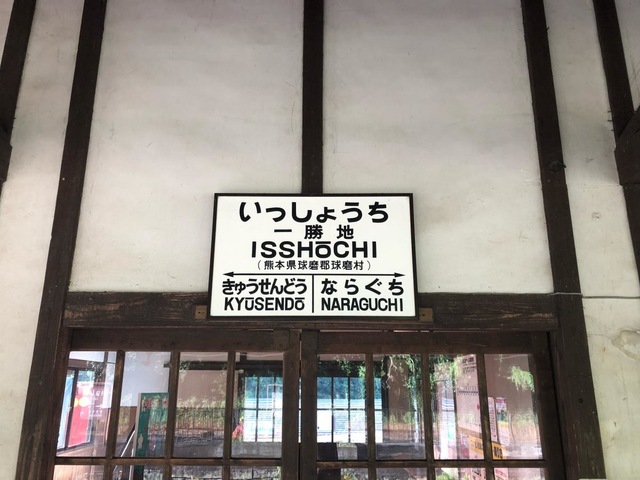 いっしょうち
一勝地
ISSHŌCHI
(熊本県球磨郡球磨村)
きゅうせんどう ならぐち
KYŪSENDŌ NARAGUCHI